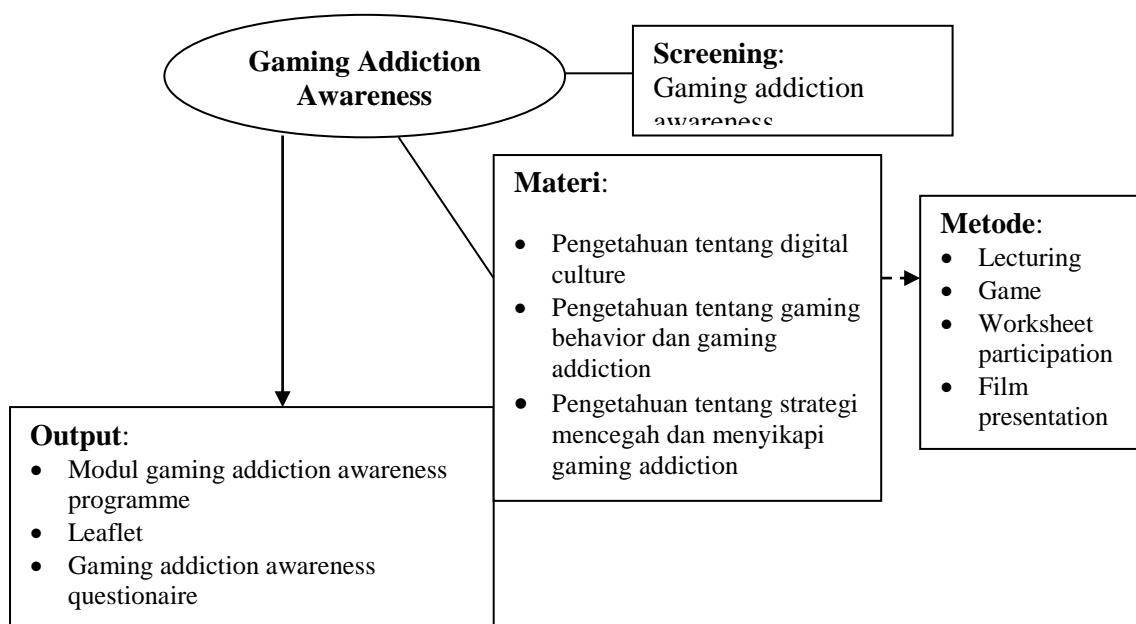 Gaming Addiction
Awareness
Screening:
Gaming addiction
awareness
Materi:
• Pengetahuan tentang digital
culture
• Pengetahuan tentang gaming
behavior dan gaming
addiction
• Pengetahuan tentang strategi
mencegah dan menyikapi
gaming addiction
Metode:
• Lecturing
• Game
• Worksheet
participation
• Film
presentation
Output:
• Modul gaming addiction awareness
programme
• Leaflet
• Gaming addiction awareness
questionaire